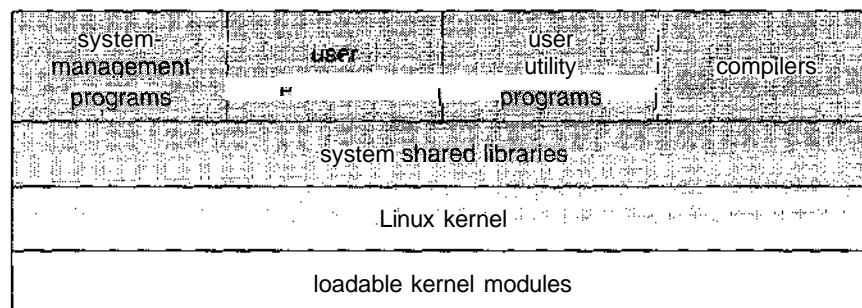 system-
management
programs
user
user
utility
programs
compilers
system shared libraries
Linux kernel
loadable kernel modules